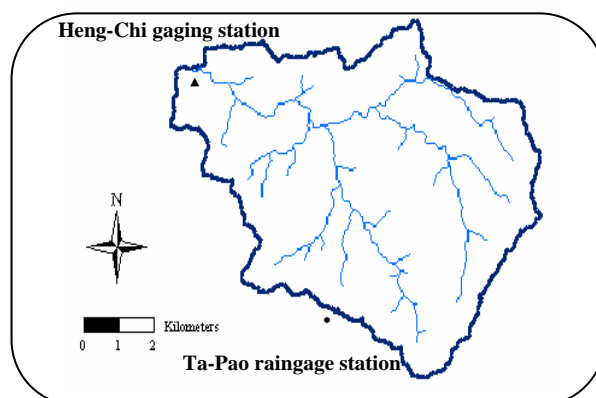 Heng-Chi gaging station
N
Kilometers
0 1 2
Ta-Pao raingage station